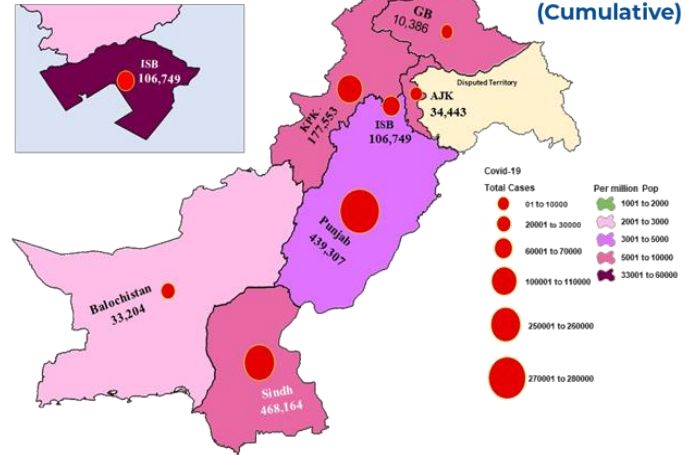 (Cumulative)
ISB
106,749
GB
10,386
Disputed Territory
AJK
34,443
KPK
177,553
ISB
106,749
Punjab
439,307
Balochistan
33,204
Sindh
468,164
Covid-19
Total Cases
01 to 10000
20001 to 30000
60001 to 70000
100001 to 110000
250001 to 260000
270001 to 280000
Per million Pop
1001 to 2000
2001 to 3000
3001 to 5000
5001 to 10000
33001 to 60000